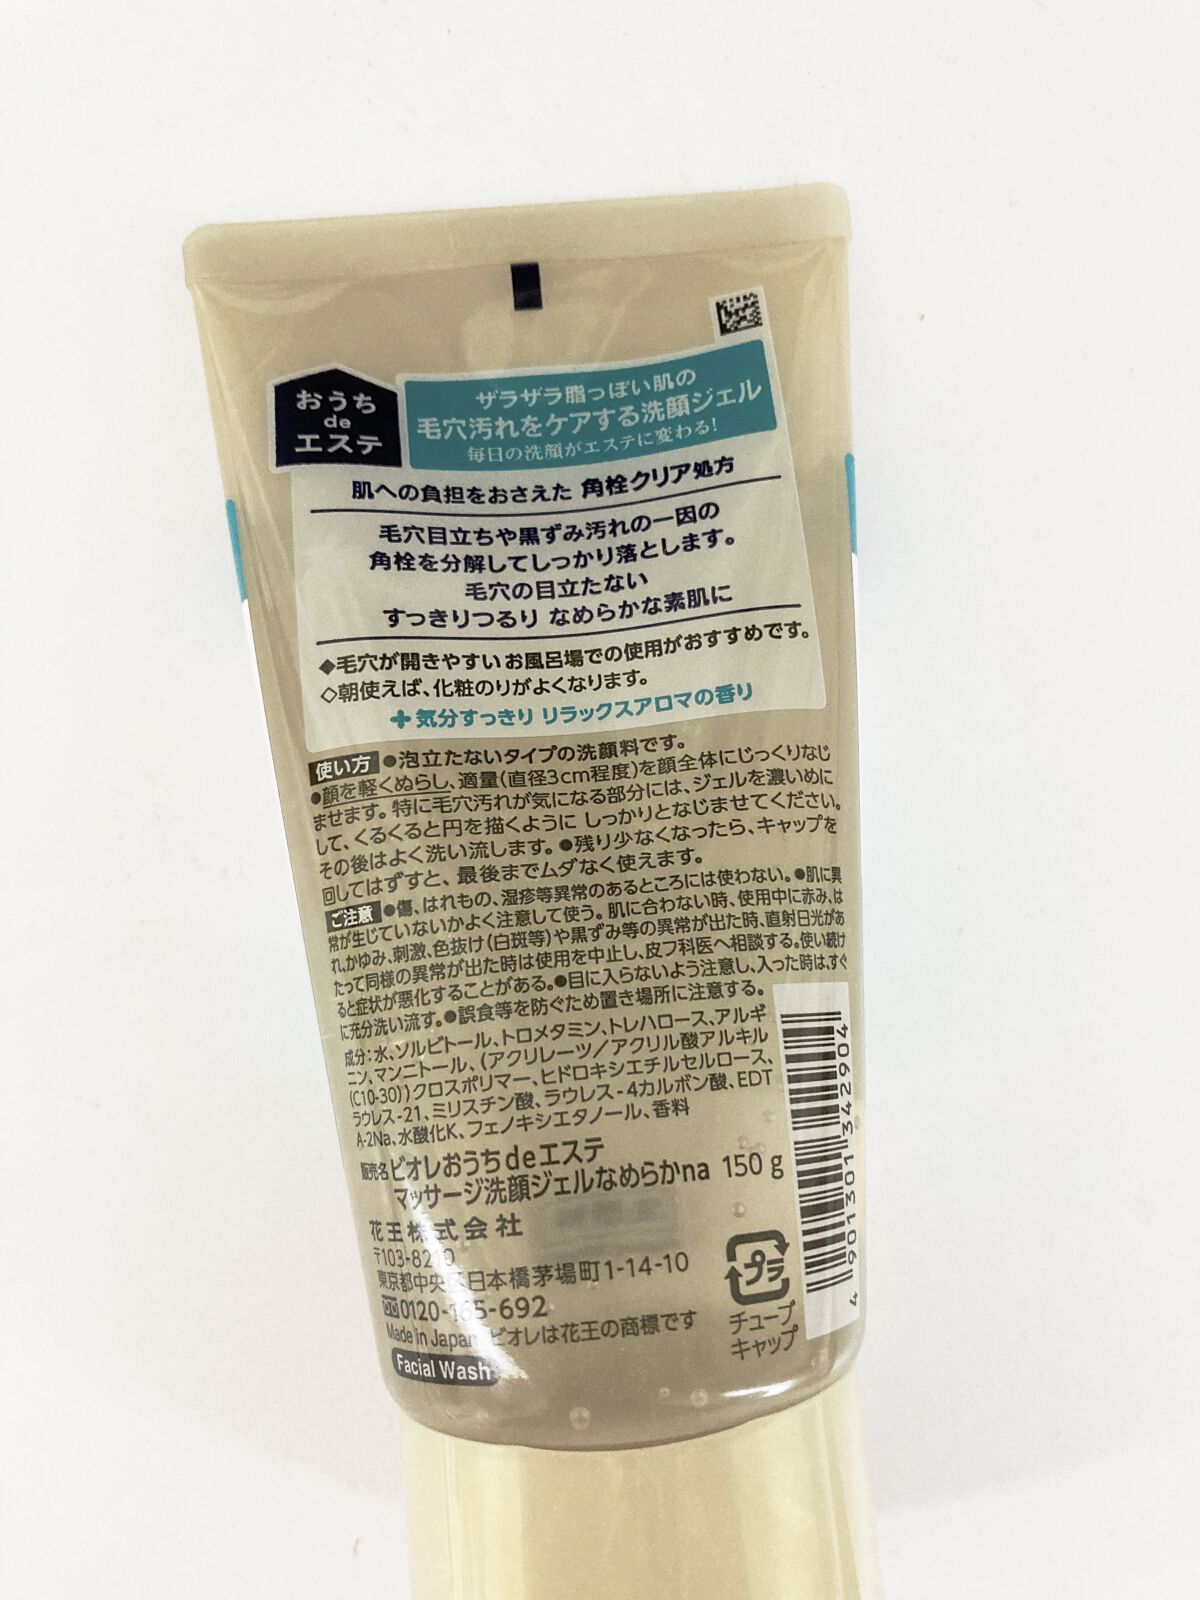 おうち
de
エステ
ザラザラ脂っぽい肌の
毛穴汚れをケアする洗顔ジェル
毎日の洗顔がエステに変わる!
肌への負担をおさえた 角栓クリア処方
毛穴目立ちや黒ずみ汚れの一因の
角栓を分解してしっかり落とします。
毛穴の目立たない
すっきりつるり なめらかな素肌に
◆毛穴が開きやすいお風呂場での使用がおすすめです。
◇朝使えば、化粧のりがよくなります。
+気分すっきり リラックスアロマの香り
使い方 ●泡立たないタイプの洗顔料です。
●顔を軽くぬらし、適量(直径3cm程度)を顔全体にじっくりなじ
ませます。特に毛穴汚れが気になる部分には、ジェルを濃いめに
して、くるくると円を描くように しっかりとなじませてください。
その後はよく洗い流します。●残り少なくなったら、キャップを
回してはずすと、最後までムダなく使えます。
ご注意 ●傷、はれもの、湿疹等異常のあるところには使わない。●肌に異
常が生じていないかよく注意して使う。肌に合わない時、使用中に赤み、は
れ、かゆみ、刺激、色抜け(白斑等)や黒ずみ等の異常が出た時、直射日光があ
たって同様の異常が出た時は使用を中止し、皮フ科医へ相談する。使い続け
ると症状が悪化することがある。●目に入らないよう注意し、入った時は、すぐ
に充分洗い流す。●誤食等を防ぐため置き場所に注意する。
成分:水、ソルビトール、トロメタミン、トレハロース、アルギ
ニン、マンニトール、(アクリレーツ/アクリル酸アルキル
(C10-30))クロスポリマー、ヒドロキシエチルセルロース、
ラウレス-21、ミリスチン酸、ラウレス-4カルボン酸、EDT
A-2Na、水酸化K、フェノキシエタノール、香料
販売名 ビオレおうちdeエステ
マッサージ洗顔ジェルなめらかna 150g
花王株式会社
〒103-8210
東京都中央区日本橋茅場町1-14-10
0120-165-692
Made in Japan ビオレは花王の商標です
Facial Wash
プラ
チューブ
キャップ
4 901301 342904